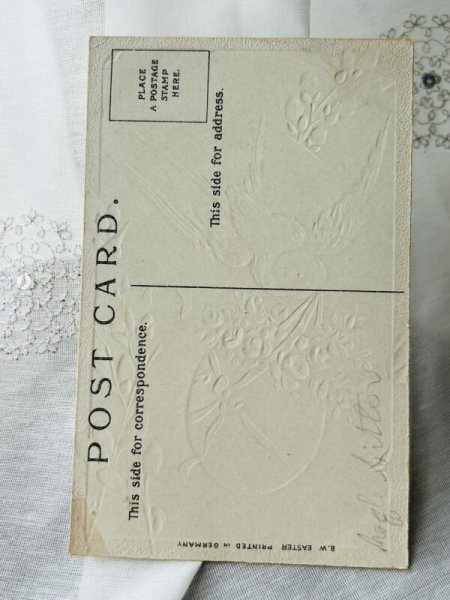 POST CARD.
PLACE
A POSTAGE
STAMP
HERE.
This side for correspondence.
This side for address.
B.W. EASTER PRINTED IN GERMANY